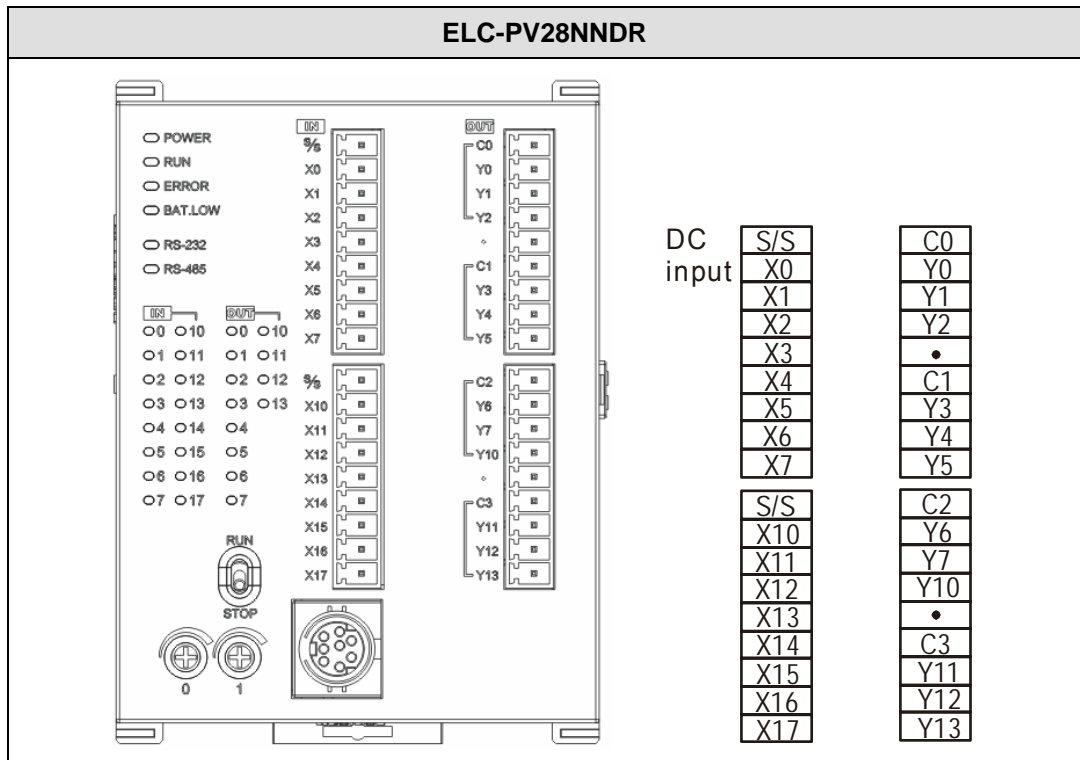 ELC-PV28NNDR
POWER
RUN
ERROR
BAT.LOW
RS-232
RS-485
IN OUT
0 10 0 10
1 11 1 11
2 12 2 12
3 13 3 13
4 14 4
5 15 5
6 16 6
7 17 7
RUN
STOP
0 1
IN
S/S
X0
X1
X2
X3
X4
X5
X6
X7
S/S
X10
X11
X12
X13
X14
X15
X16
X17
OUT
C0
Y0
Y1
Y2
C1
Y3
Y4
Y5
C2
Y6
Y7
Y10
C3
Y11
Y12
Y13
DC
input
S/S
X0
X1
X2
X3
X4
X5
X6
X7
S/S
X10
X11
X12
X13
X14
X15
X16
X17
C0
Y0
Y1
Y2
•
C1
Y3
Y4
Y5
C2
Y6
Y7
Y10
•
C3
Y11
Y12
Y13